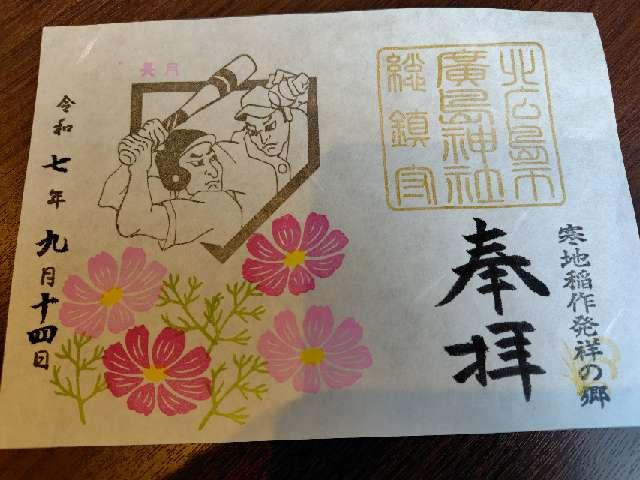 寒地稲作発祥の郷
北広島市
廣島神社
総鎮守
奉拝
長月
令和七年九月十四日